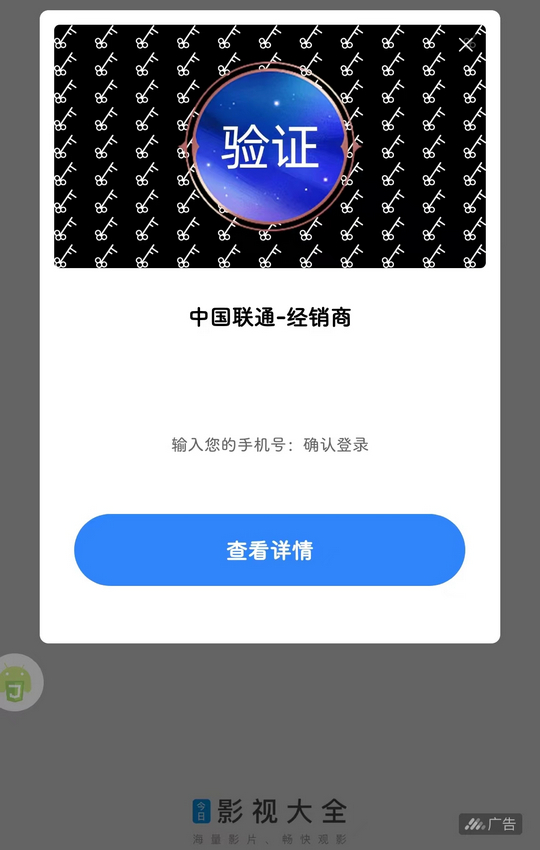 验证
中国联通-经销商
输入您的手机号：确认登录
查看详情
今日
影视大全
海量影片、畅快观影
广告